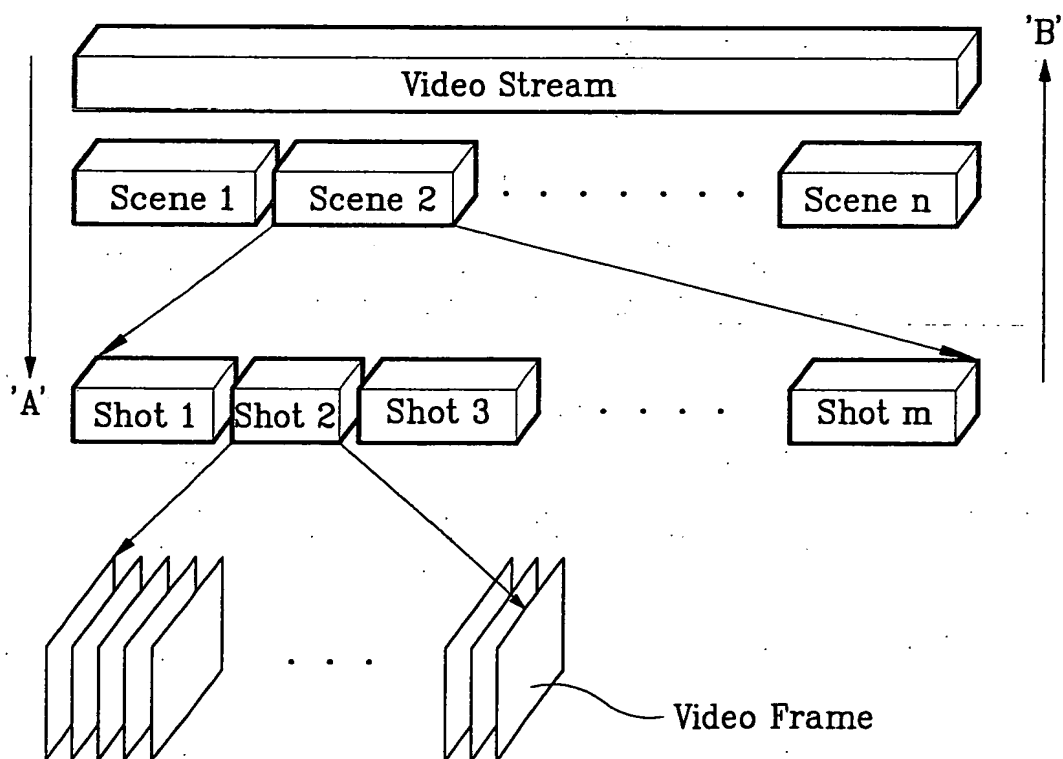 'B'
Video Stream
Scene 1 Scene 2 . . . . . . . . Scene n
'A'
Shot 1 Shot 2 Shot 3 . . . . Shot m
. . .
Video Frame